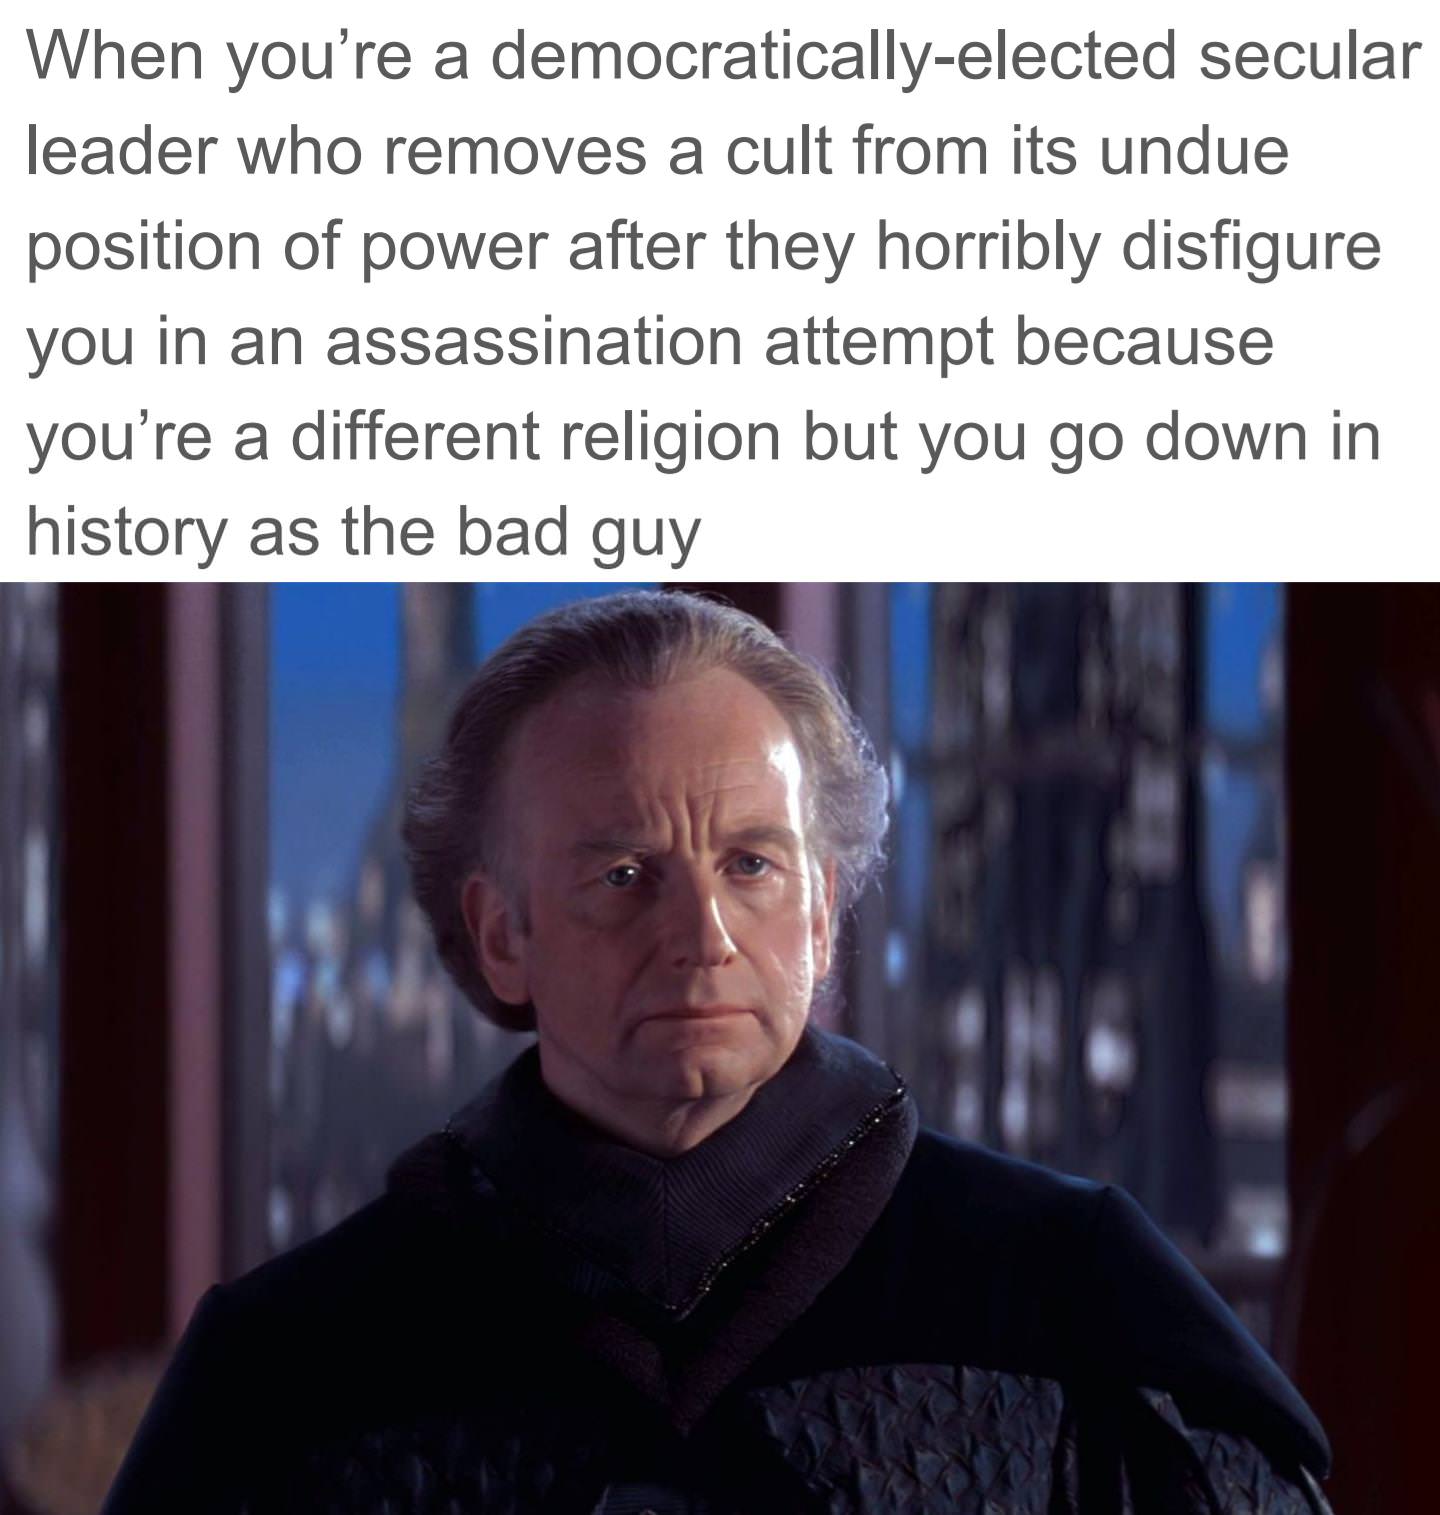 When you’re a democratically-elected secular
leader who removes a cult from its undue
position of power after they horribly disfigure
you in an assassination attempt because
you’re a different religion but you go down in
history as the bad guy